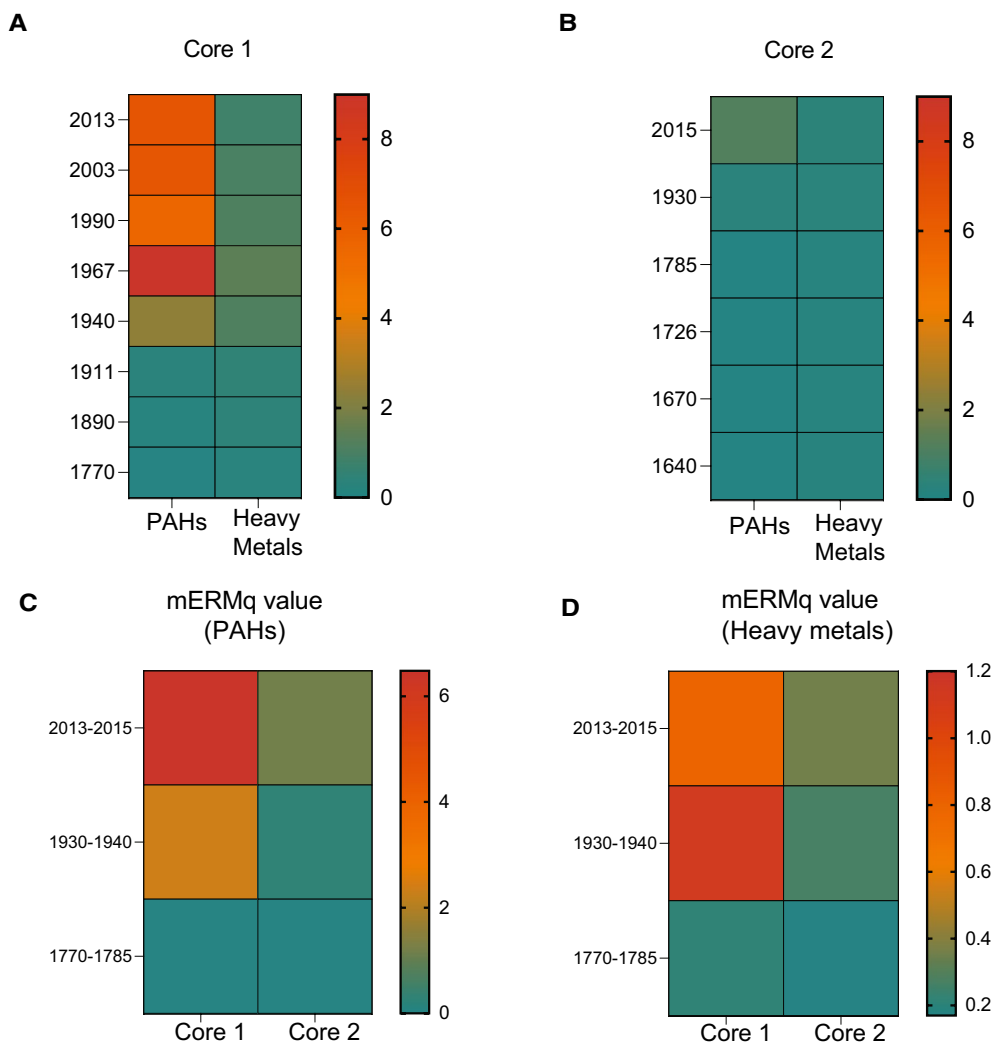 A
Core 1
2013
2003
1990
1967
1940
1911
1890
1770
PAHs
Heavy
Metals
8
6
4
2
0
B
Core 2
2015
1930
1785
1726
1670
1640
PAHs
Heavy
Metals
8
6
4
2
0
C
mERMq value
(PAHs)
2013-2015
1930-1940
1770-1785
Core 1
Core 2
6
4
2
0
D
mERMq value
(Heavy metals)
2013-2015
1930-1940
1770-1785
Core 1
Core 2
1.2
1.0
0.8
0.6
0.4
0.2